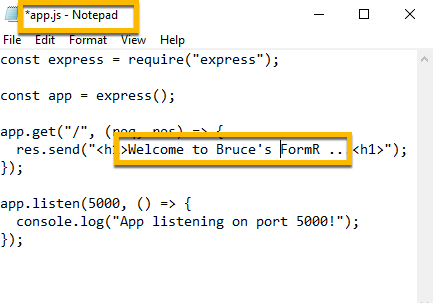 *app.js - Notepad
File Edit Format View Help
const express = require("express");
const app = express();
app.get("/", (req, res) => {
res.send("<h1>Welcome to Bruce's FormR ...<h1>");
});
app.listen(5000, () => {
console.log("App listening on port 5000!");
});